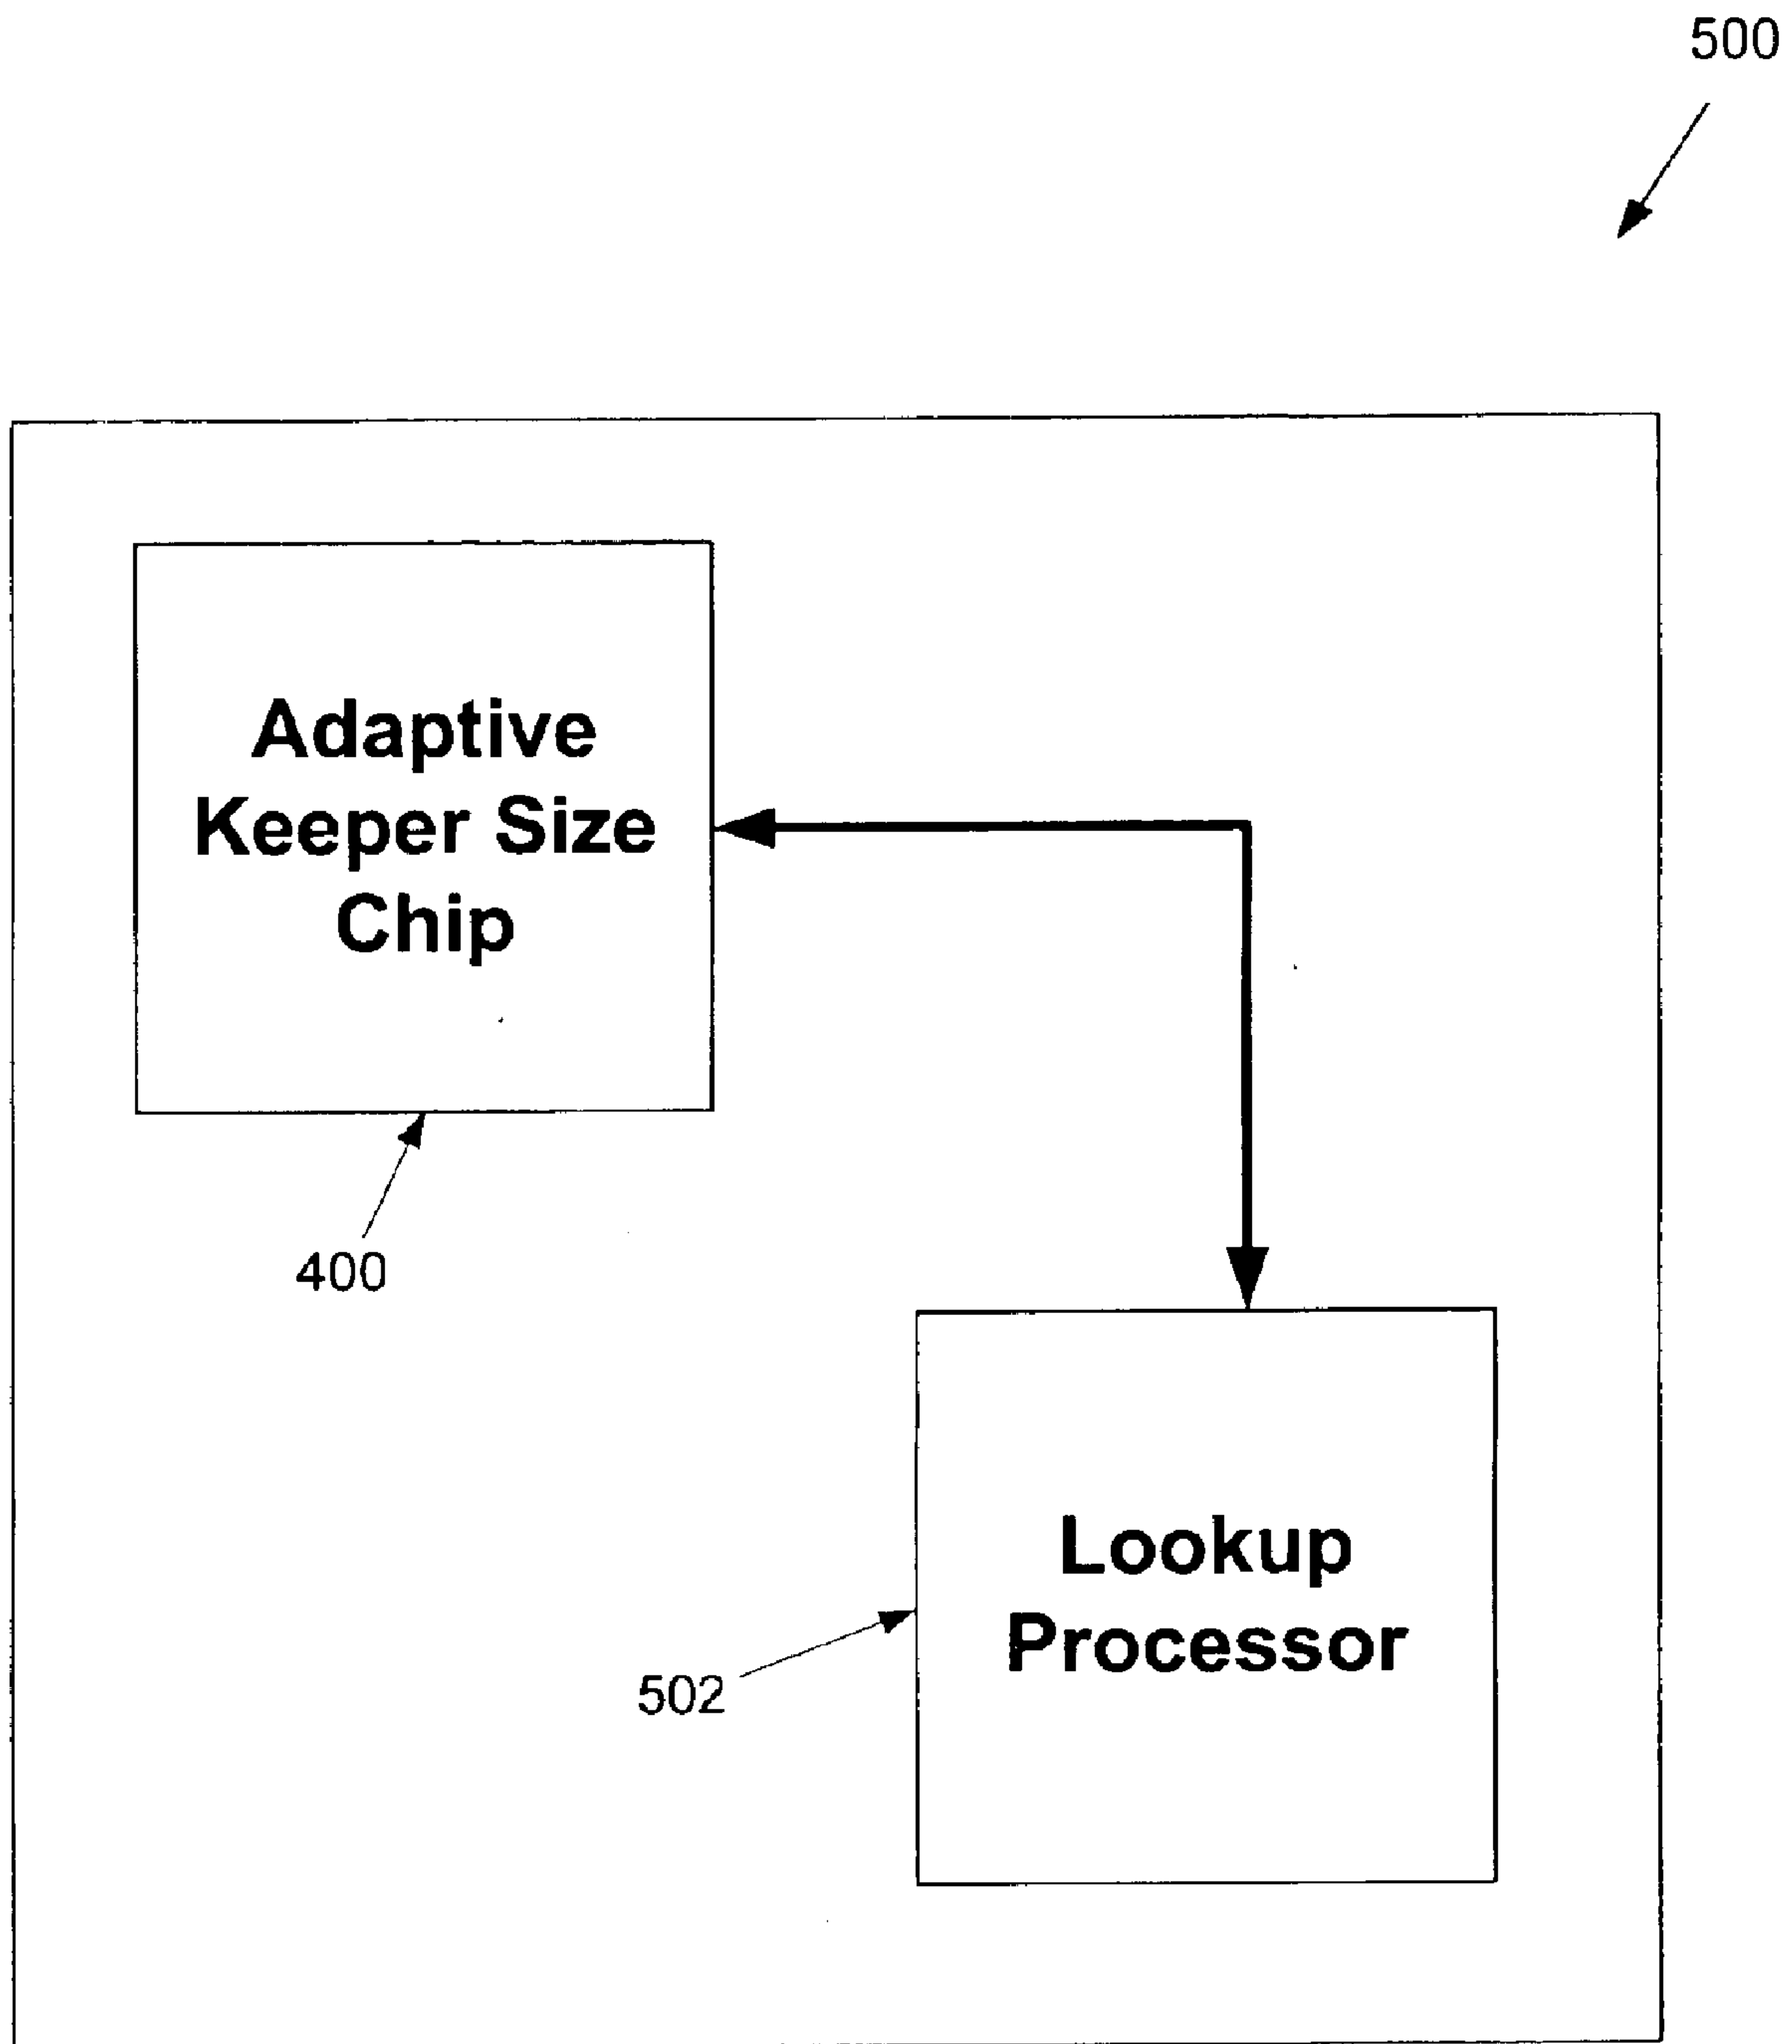 500
Adaptive
Keeper Size
Chip
400
Lookup
Processor
502